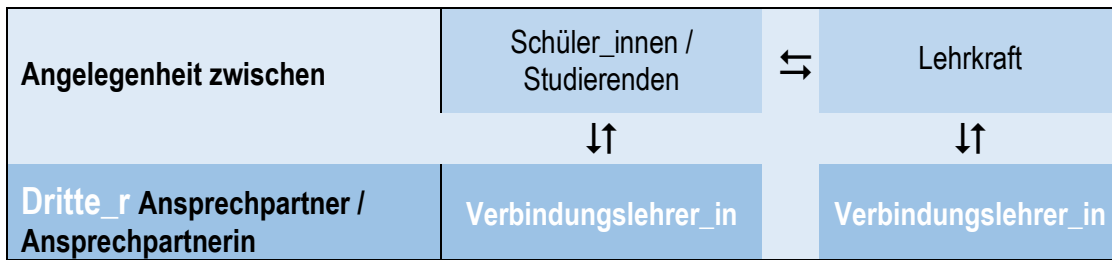 Angelegenheit zwischen
Schüler_innen /
Studierenden
⇆
Lehrkraft
↓↑
↓↑
Dritte_r Ansprechpartner /
Ansprechpartnerin
Verbindungslehrer_in
Verbindungslehrer_in